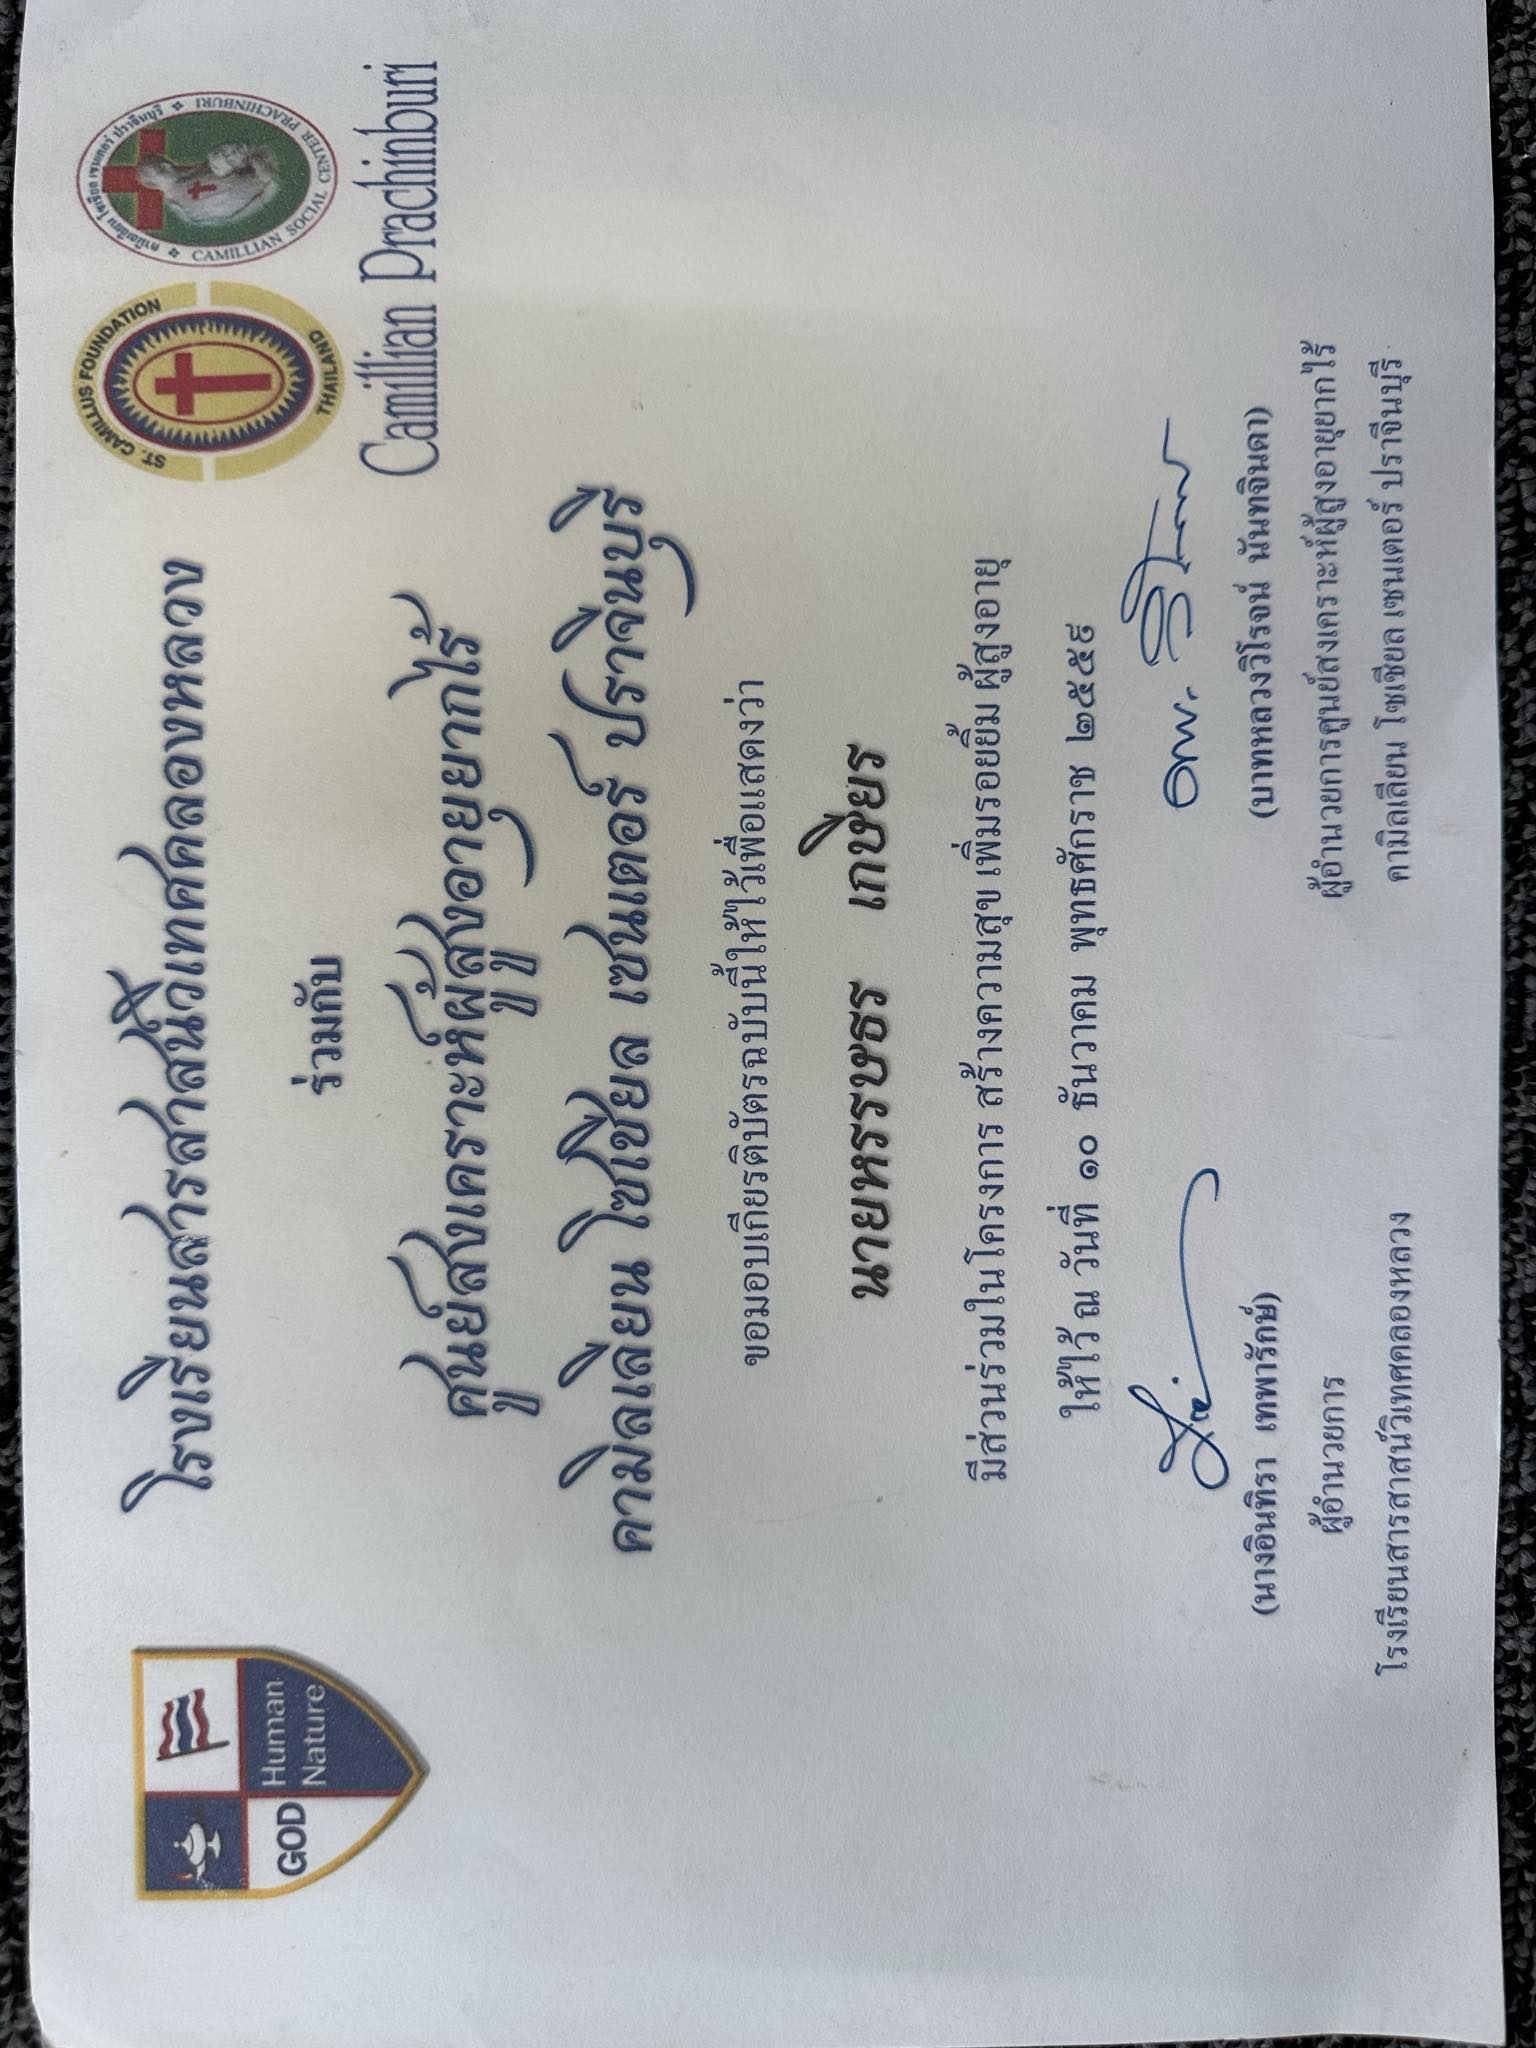 โรงเรียนสารสาสน์วิเทศคลองหลวง
ร่วมกับ
ศูนย์สงเคราะห์ผู้สูงอายุยากไร้
คามิลเลียน โซเชียล เซนเตอร์ ปราจีนบุรี
GOD
Human
Nature
ST. CAMILLUS FOUNDATION
THAILAND
คามิลเลียน โซเชียล เซนเตอร์ ปราจีนบุรี
CAMILLIAN SOCIAL CENTER PRACHINBURI
Camillian Prachinburi
ขอมอบเกียรติบัตรฉบับนี้ให้ไว้เพื่อแสดงว่า
นายหรรษธร เกษียร
มีส่วนร่วมในโครงการ สร้างความสุข เพิ่มรอยยิ้ม ผู้สูงอายุ
ให้ไว้ ณ วันที่ ๑๐ ธันวาคม พุทธศักราช ๒๕๕๙
(นางอินทิรา เทพารักษ์)
ผู้อำนวยการ
โรงเรียนสารสาสน์วิเทศคลองหลวง
(บาทหลวงวิโรจน์ นันทจินดา)
ผู้อำนวยการศูนย์สงเคราะห์ผู้สูงอายุยากไร้
คามิลเลียน โซเชียล เซนเตอร์ ปราจีนบุรี